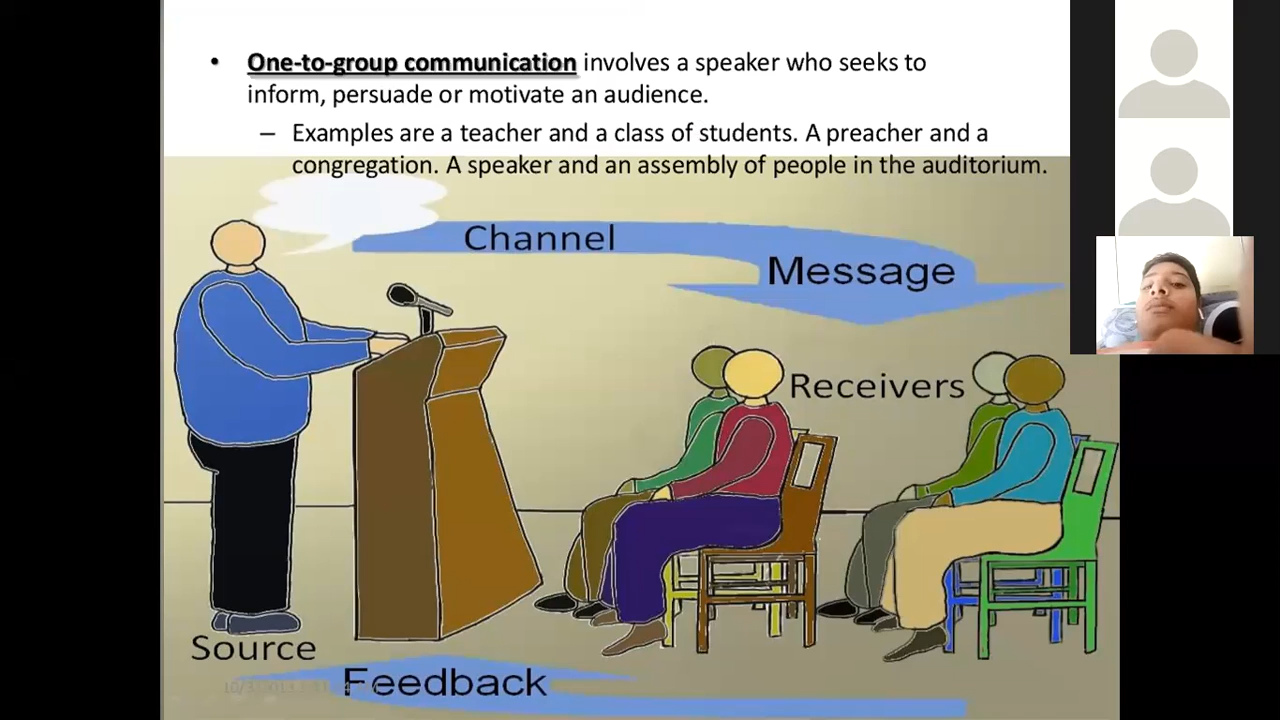 • One-to-group communication involves a speaker who seeks to
inform, persuade or motivate an audience.
– Examples are a teacher and a class of students. A preacher and a
congregation. A speaker and an assembly of people in the auditorium.
Channel
Message
Receivers
Source
Feedback